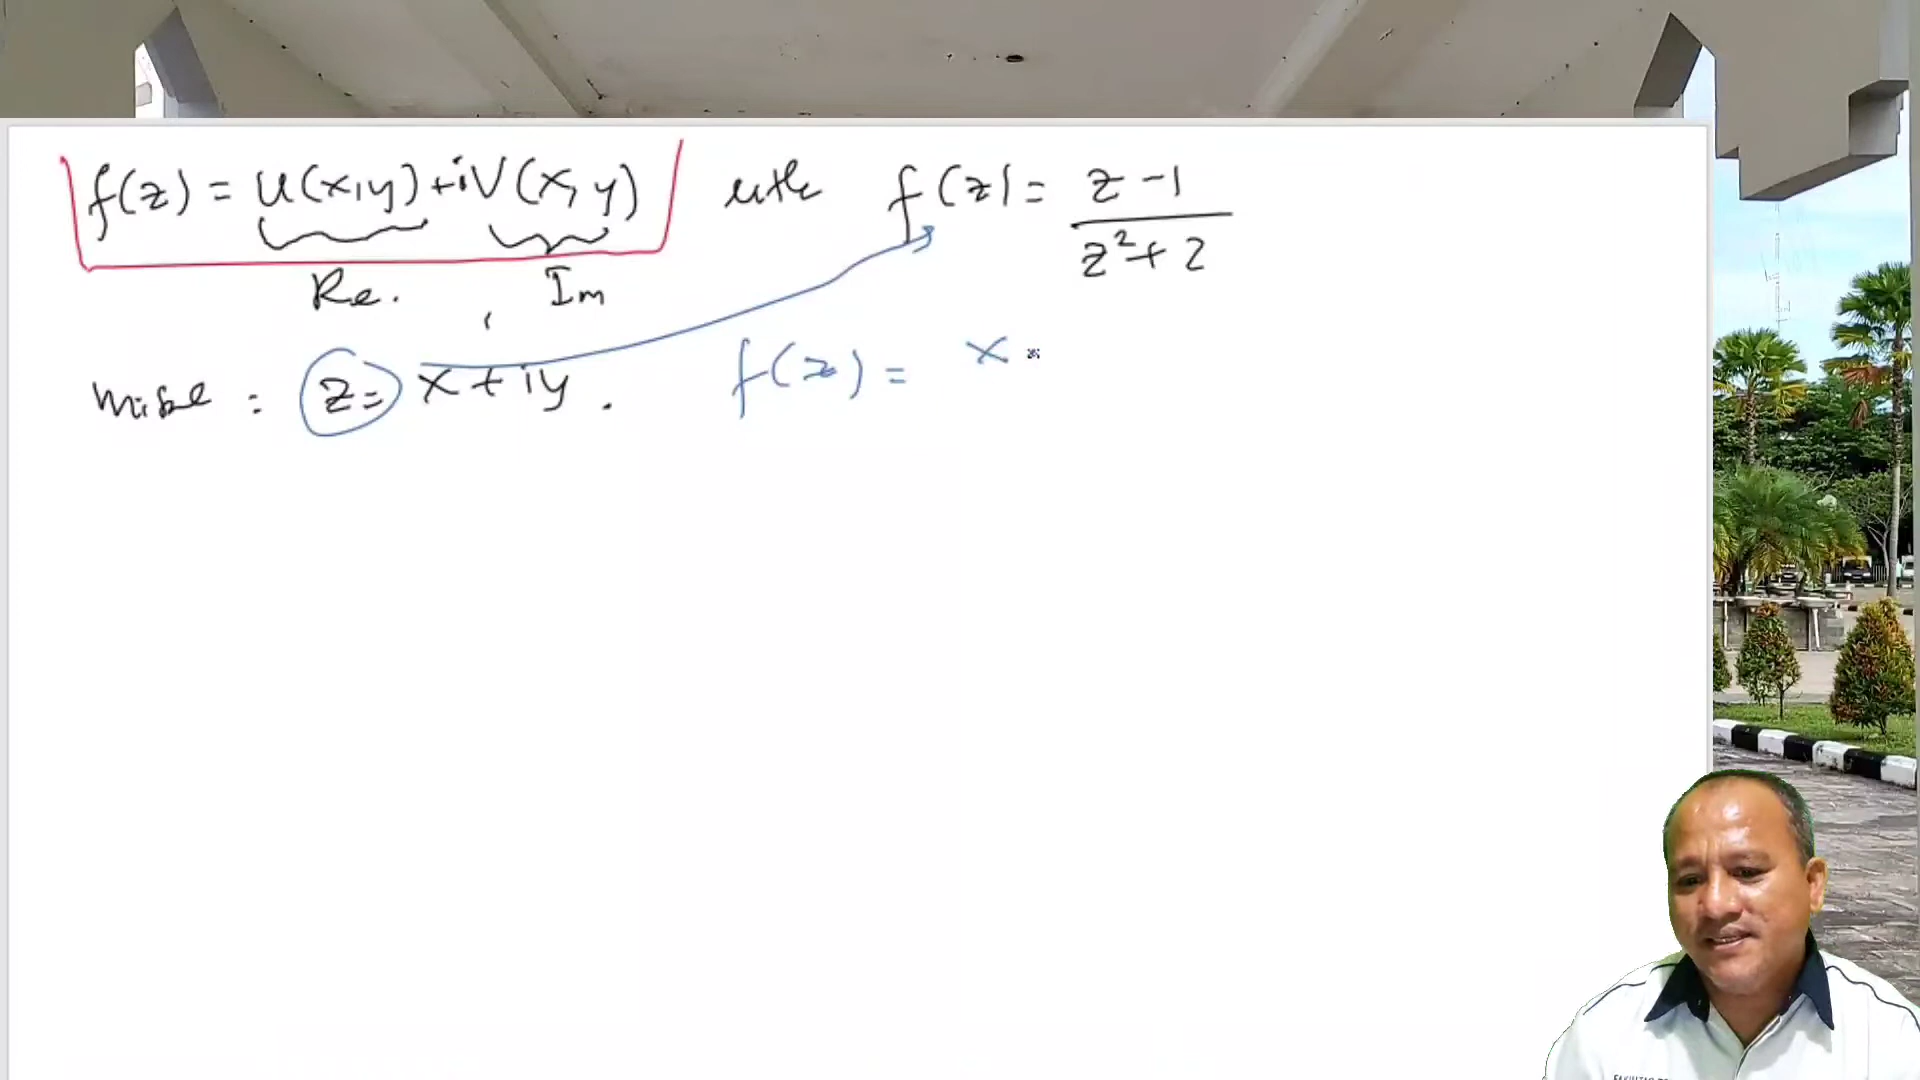 f(z) = u(x,y) + iV(x,y) utk f(z) = z-1 / z²+2
Re. , Im
misal : z = x + iy . f(z) = x